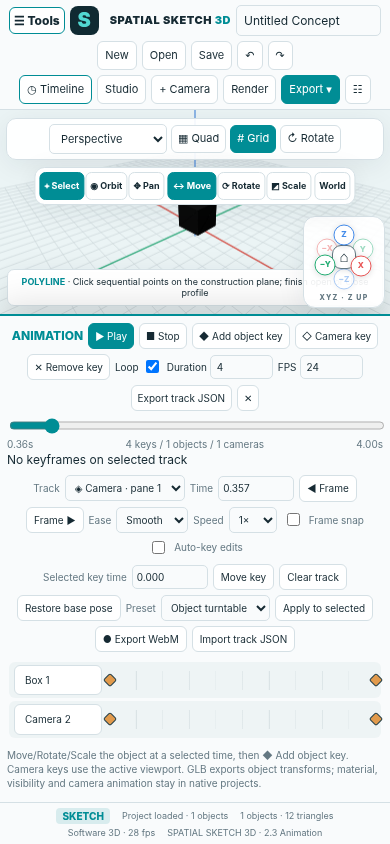 ☰ Tools S SPATIAL SKETCH 3D Untitled Concept
New Open Save ↶ ↷
◷ Timeline Studio + Camera Render Export ▾ ☷
Perspective ▦ Quad # Grid ↻ Rotate
⌖ Select ◉ Orbit ✥ Pan ↔ Move ⟳ Rotate ◩ Scale World
Z
−X Y
−Y ⌂ X
−Z
XYZ · Z UP
POLYLINE · Click sequential points on the construction plane; finis
profile
ANIMATION ▶ Play ■ Stop ◆ Add object key ◇ Camera key
✕ Remove key Loop Duration 4 FPS 24
Export track JSON ✕
0.36s 4 keys / 1 objects / 1 cameras 4.00s
No keyframes on selected track
Track ◈ Camera · pane 1 Time 0.357 ◀ Frame
Frame ▶ Ease Smooth Speed 1× Frame snap
Auto-key edits
Selected key time 0.000 Move key Clear track
Restore base pose Preset Object turntable Apply to selected
● Export WebM Import track JSON
Box 1
Camera 2
Move/Rotate/Scale the object at a selected time, then ◆ Add object key.
Camera keys use the active viewport. GLB exports object transforms; material,
visibility and camera animation stay in native projects.
SKETCH Project loaded · 1 objects 1 objects · 12 triangles
Software 3D · 28 fps SPATIAL SKETCH 3D · 2.3 Animation